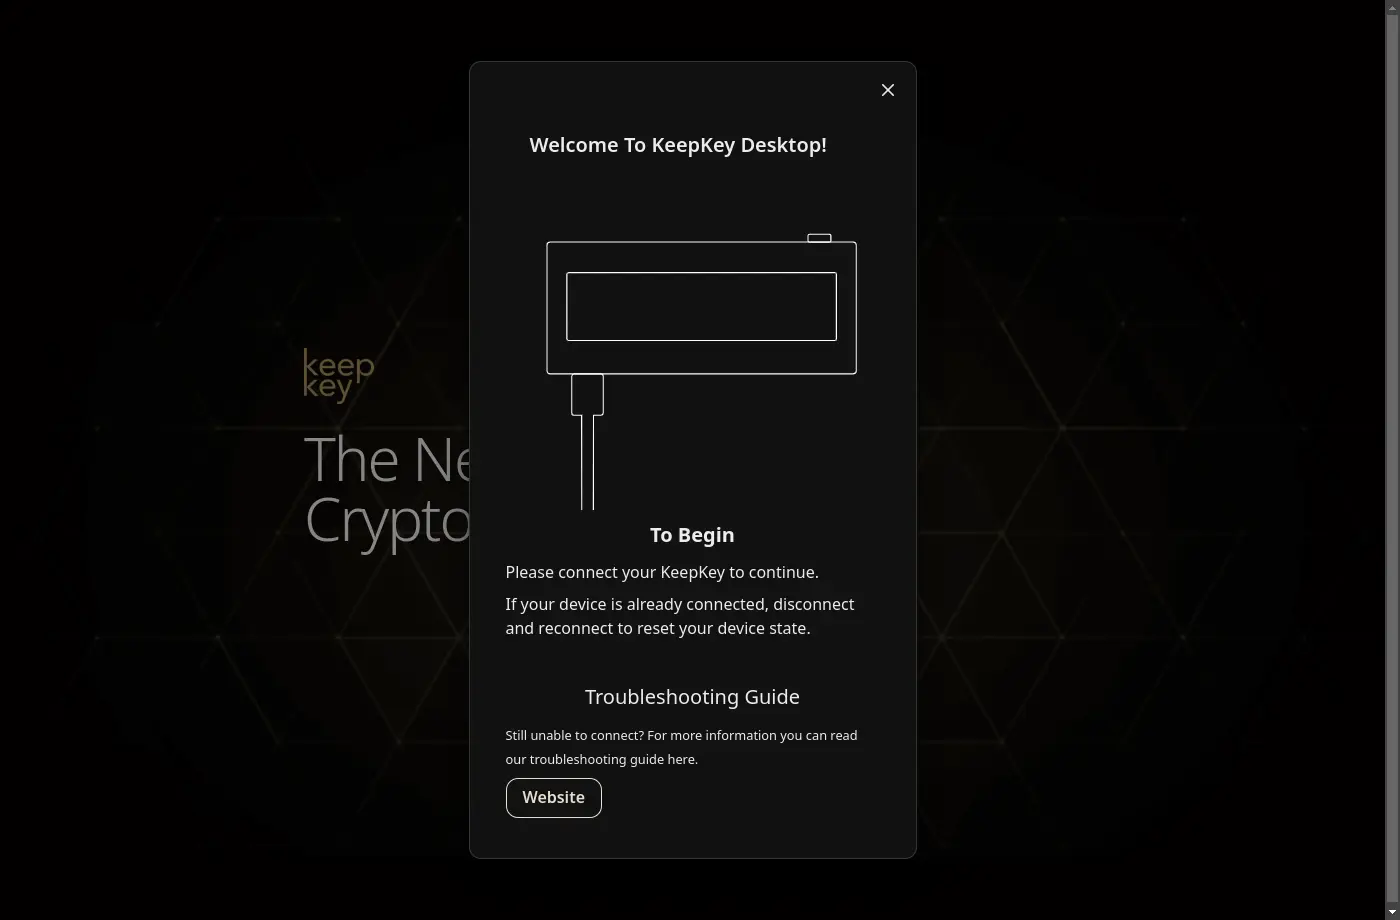 Welcome To KeepKey Desktop!
keep
key
The Ne
Crypto
To Begin
Please connect your KeepKey to continue.
If your device is already connected, disconnect
and reconnect to reset your device state.
Troubleshooting Guide
Still unable to connect? For more information you can read
our troubleshooting guide here.
Website